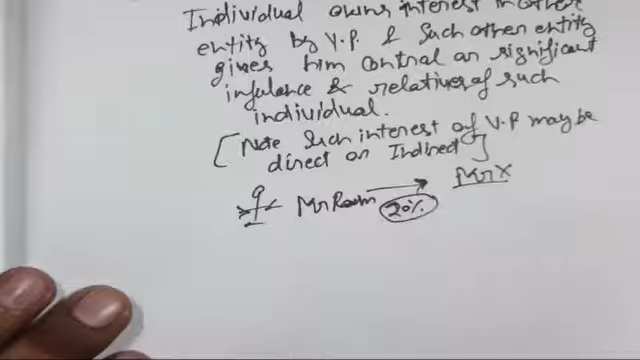 Individual owns interest in other
entity by V.P. & Such other entity
gives him control or significant
infulance & relatives of such
individual.
[Note Such interest of V.P may be
direct or Indirect]
Mr Ram → Mr X
20%